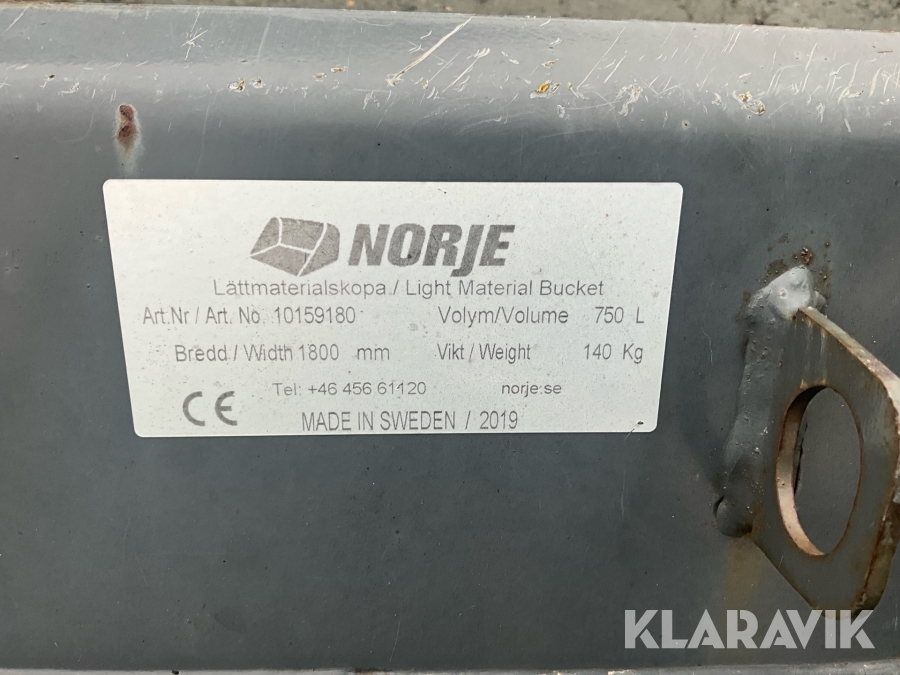 NORJE
Lättmaterialskopa / Light Material Bucket
Art.Nr / Art. No. 10159180 Volym/Volume 750 L
Bredd / Width 1800 mm Vikt / Weight 140 Kg
Tel: +46 456 61120 norje.se
CE MADE IN SWEDEN / 2019
KLARAVIK